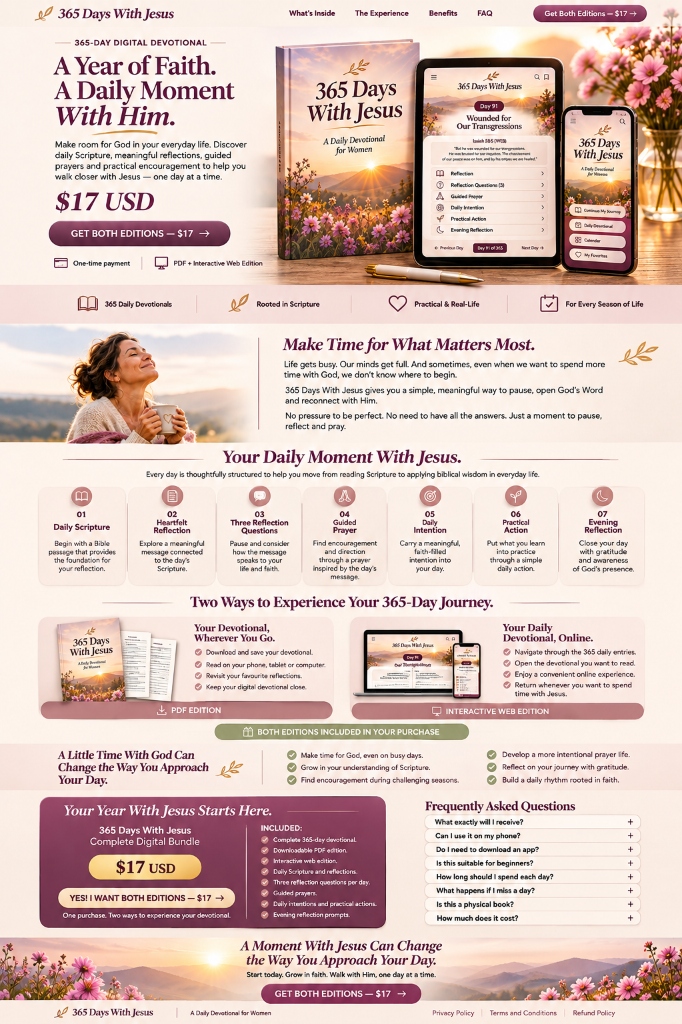 365 Days With Jesus
What's Inside
The Experience
Benefits
FAQ
Get Both Editions — $17 →
365-DAY DIGITAL DEVOTIONAL
A Year of Faith.
A Daily Moment
With Him.
Make room for God in your everyday life. Discover
daily Scripture, meaningful reflections, guided
prayers and practical encouragement to help you
walk closer with Jesus — one day at a time.
$17 USD
GET BOTH EDITIONS — $17 →
One-time payment
PDF + Interactive Web Edition
365 Days
With Jesus
A Daily Devotional
for Women
365 Days With Jesus
Day 91
Wounded for
Our Transgressions
Reflection
Reflection Questions (3)
Guided Prayer
Daily Intention
Practical Action
Evening Reflection
Previous Day
Day 91 of 365
Next Day
365 Days
With Jesus
A Daily Devotional
for Women
Continue My Journey
Daily Devotional
Calendar
My Favorites
365 Daily Devotionals
Rooted in Scripture
Practical & Real-Life
For Every Season of Life
Make Time for What Matters Most.
Life gets busy. Our minds get full. And sometimes, even when we want to spend more
time with God, we don't know where to begin.
365 Days With Jesus gives you a simple, meaningful way to pause, open God's Word
and reconnect with Him.
No pressure to be perfect. No need to have all the answers. Just a moment to pause,
reflect and pray.
Your Daily Moment With Jesus.
Every day is thoughtfully structured to help you move from reading Scripture to applying biblical wisdom in everyday life.
01
Daily Scripture
Begin with a Bible
passage that provides
the foundation for
your reflection.
02
Heartfelt
Reflection
Explore a meaningful
message connected
to the day's
Scripture.
03
Three Reflection
Questions
Pause and consider
how the message
speaks to your
life and faith.
04
Guided
Prayer
Find encouragement
and direction
through a prayer
inspired by the day's
message.
05
Daily
Intention
Carry a meaningful,
faith-filled
intention into
your day.
06
Practical
Action
Put what you learn
into practice
through a simple
daily action.
07
Evening
Reflection
Close your day
with gratitude
and awareness
of God's presence.
Two Ways to Experience Your 365-Day Journey.
365 Days
With Jesus
A Daily Devotional
for Women
Your Devotional,
Wherever You Go.
Download and save your devotional.
Read on your phone, tablet or computer.
Revisit your favourite reflections.
Keep your digital devotional close.
PDF EDITION
365 Days With Jesus
Day 91
Your Daily
Devotional, Online.
Navigate through the 365 daily entries.
Open the devotional you want to read.
Enjoy a convenient online experience.
Return whenever you want to spend
time with Jesus.
INTERACTIVE WEB EDITION
BOTH EDITIONS INCLUDED IN YOUR PURCHASE
A Little Time With God Can
Change the Way You Approach
Your Day.
Make time for God, even on busy days.
Grow in your understanding of Scripture.
Find encouragement during challenging seasons.
Develop a more intentional prayer life.
Reflect on your journey with gratitude.
Build a daily rhythm rooted in faith.
Your Year With Jesus Starts Here.
365 Days With Jesus
Complete Digital Bundle
$17 USD
YES! I WANT BOTH EDITIONS — $17 →
One purchase. Two ways to experience your devotional.
INCLUDED:
Complete 365-day devotional.
Downloadable PDF edition.
Interactive web edition.
Daily Scripture and reflections.
Three reflection questions per day.
Guided prayers.
Daily intentions and practical actions.
Evening reflection prompts.
Frequently Asked Questions
What exactly will I receive? +
Can I use it on my phone? +
Do I need to download an app? +
Is this suitable for beginners? +
How long should I spend each day? +
What happens if I miss a day? +
Is this a physical book? +
How much does it cost? +
A Moment With Jesus Can Change
the Way You Approach Your Day.
Start today. Grow in faith. Walk with Him, one day at a time.
GET BOTH EDITIONS — $17 →
365 Days With Jesus
A Daily Devotional for Women
Privacy Policy
Terms and Conditions
Refund Policy